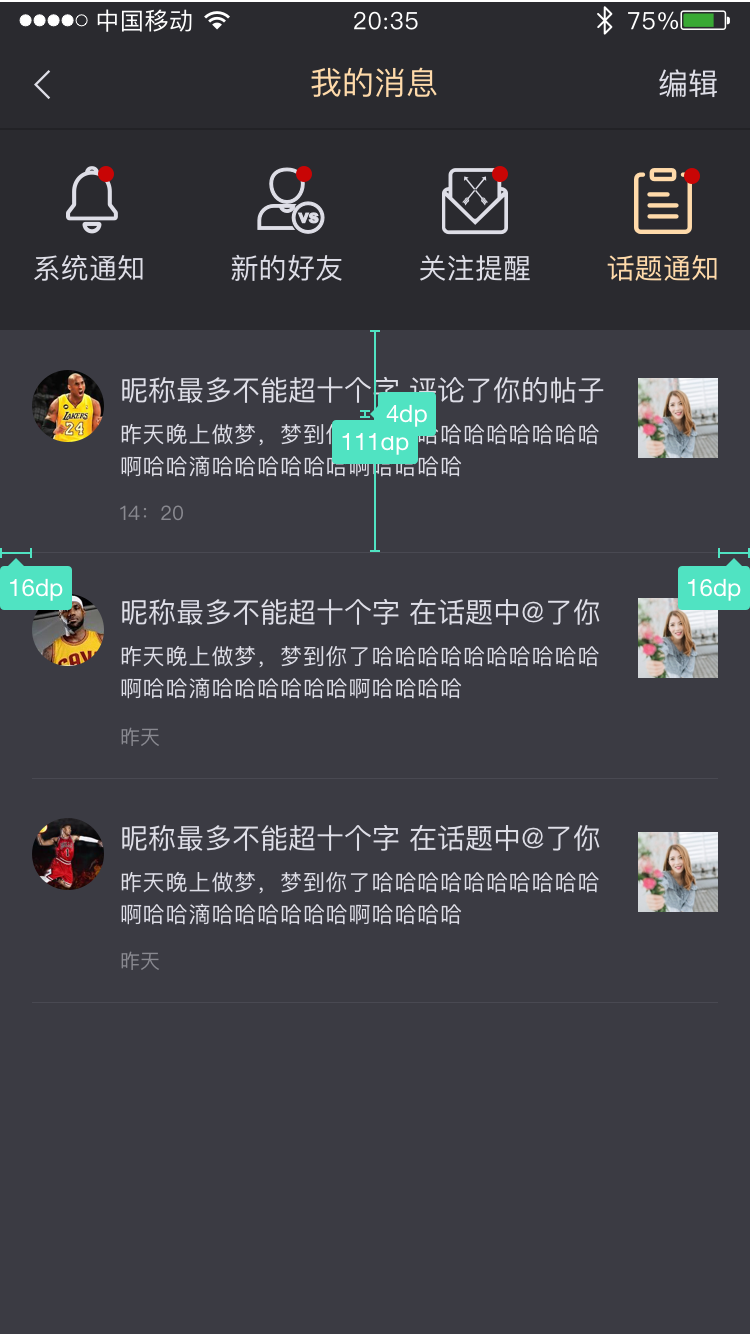 中国移动 20:35 75%
我的消息 编辑
VS
系统通知 新的好友 关注提醒 话题通知
昵称最多不能超十个字 评论了你的帖子
4dp
昨天晚上做梦，梦到 哈哈哈哈哈哈哈哈
111dp
啊哈哈滴哈哈哈哈哈哈啊哈哈哈哈
LAKERS
24
14：20
16dp 16dp
昵称最多不能超十个字 在话题中@了你
昨天晚上做梦，梦到你了哈哈哈哈哈哈哈哈哈哈
啊哈哈滴哈哈哈哈哈哈啊哈哈哈哈
CAV
昨天
昵称最多不能超十个字 在话题中@了你
昨天晚上做梦，梦到你了哈哈哈哈哈哈哈哈哈哈
啊哈哈滴哈哈哈哈哈哈啊哈哈哈哈
昨天